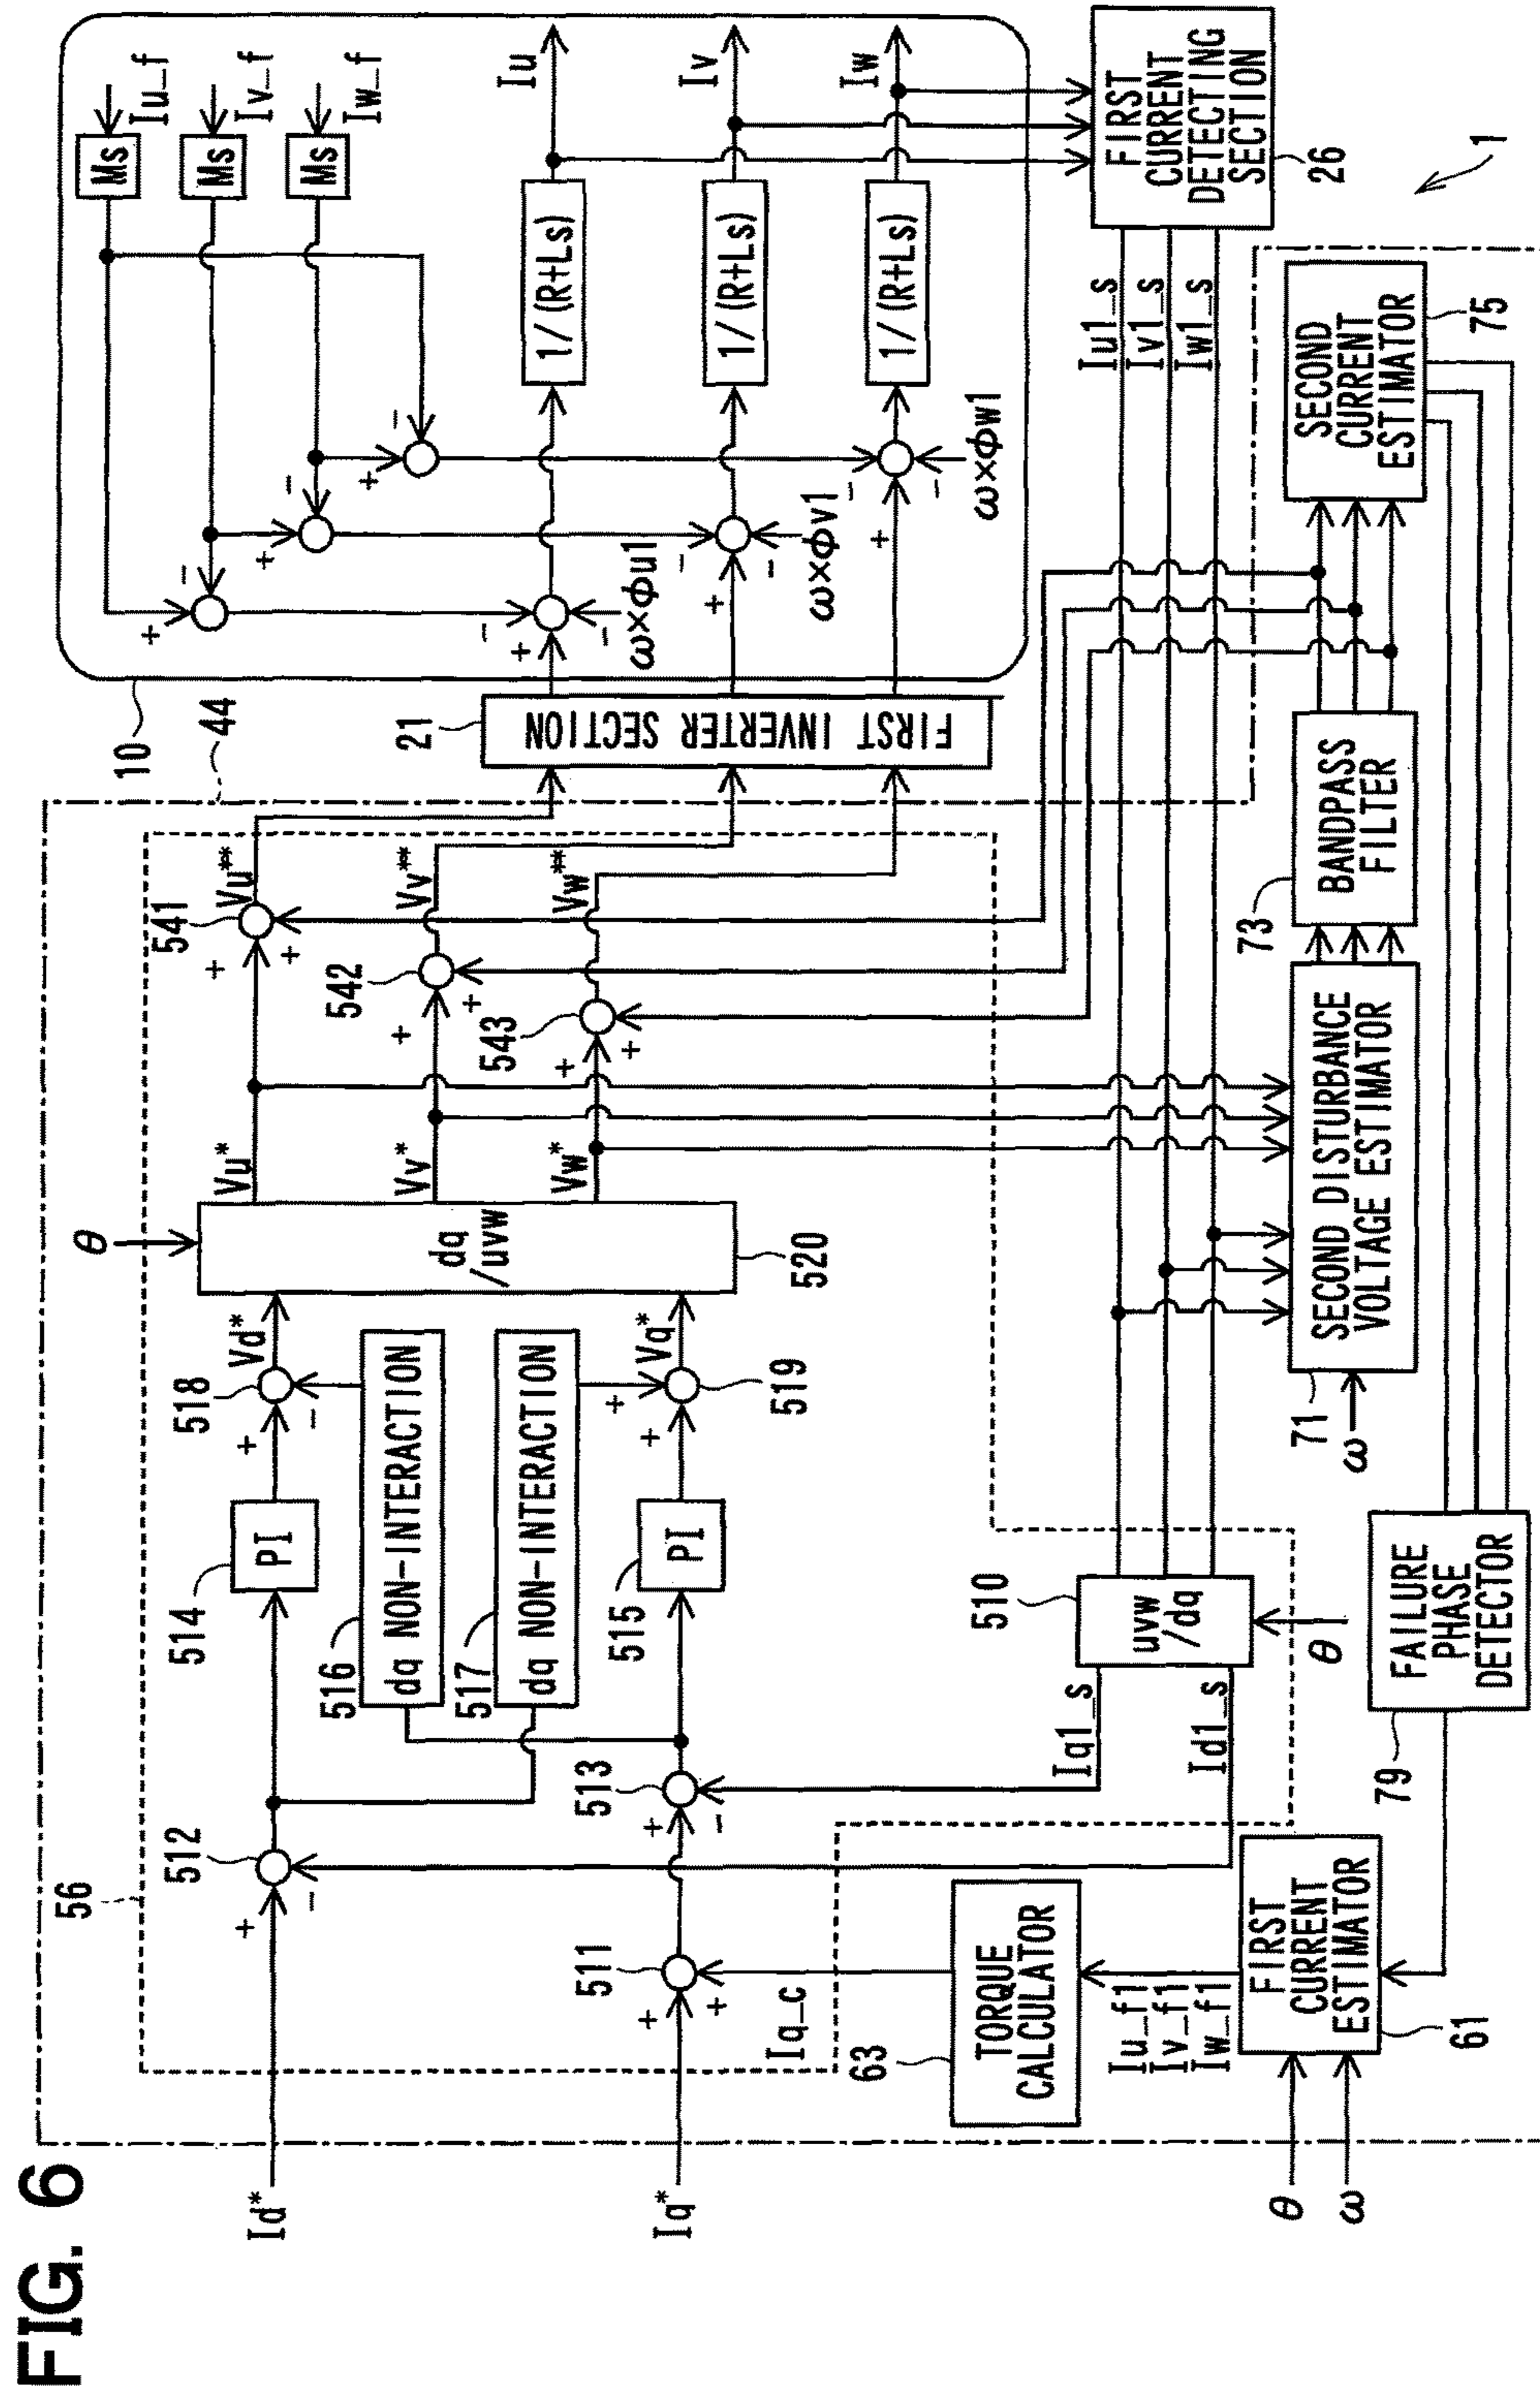 FIG. 6
1
10
44
56
Id*
Iq*
θ
ω
+
−
512
511
+
+
513
+
−
514
PI
515
PI
516
dq NON-INTERACTION
517
dq NON-INTERACTION
518
+
−
519
+
+
Vd*
Vq*
θ
dq
/uvw
520
Vu*
Vv*
Vw*
541
+
+
542
+
+
543
+
+
Vu**
Vv**
Vw**
21
FIRST INVERTER SECTION
+
−
−
ω×Φu1
+
−
−
ω×Φv1
+
−
−
ω×Φw1
+
−
+
−
+
−
1/(R+Ls)
1/(R+Ls)
1/(R+Ls)
Ms
Ms
Ms
Iu_f
Iv_f
Iw_f
Iu
Iv
Iw
FIRST
CURRENT
DETECTING
SECTION
26
Iu1_s
Iv1_s
Iw1_s
510
uvw
/dq
θ
Iq1_s
Id1_s
Iq_c
63
TORQUE
CALCULATOR
Iu_f1
Iv_f1
Iw_f1
FIRST
CURRENT
ESTIMATOR
61
79
FAILURE
PHASE
DETECTOR
71
ω
SECOND DISTURBANCE
VOLTAGE ESTIMATOR
73
BANDPASS
FILTER
SECOND
CURRENT
ESTIMATOR
75